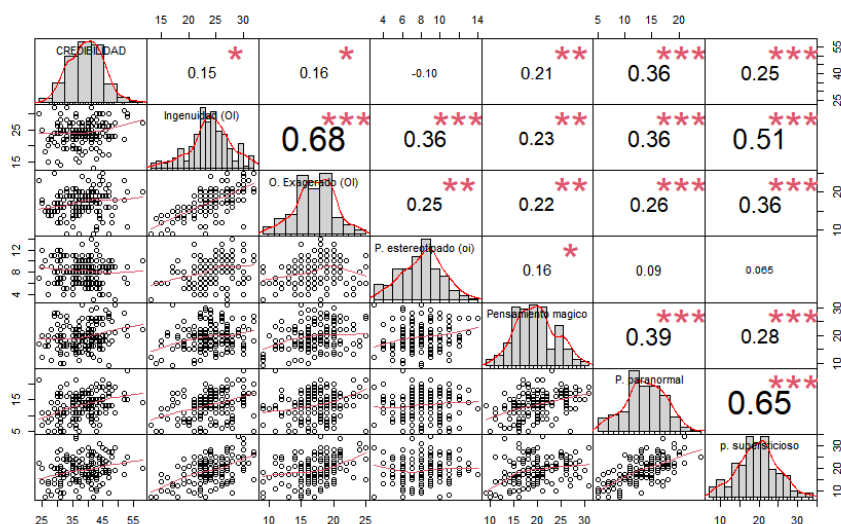 15 20 25 30
4 6 8 10 14
5 10 15 20
CREDIBILIDAD
0.15 *
0.16 *
-0.10
0.21 **
0.36 ***
0.25 ***
25 35 45 55
15 25
Ingenuidad (OI)
0.68 ***
0.36 ***
0.23 **
0.36 ***
0.51 ***
O. Exagerado (OI)
0.25 **
0.22 **
0.26 ***
0.36 ***
10 20
4 8 12
P. esterentipado (oi)
0.16 *
0.09
0.065
10 20 30
Pensamiento magico
0.39 ***
0.28 ***
5 15
P. paranormal
0.65 ***
10 20 30
p. supersticioso
25 35 45 55
10 15 20 25
10 15 20 25 30
10 20 30